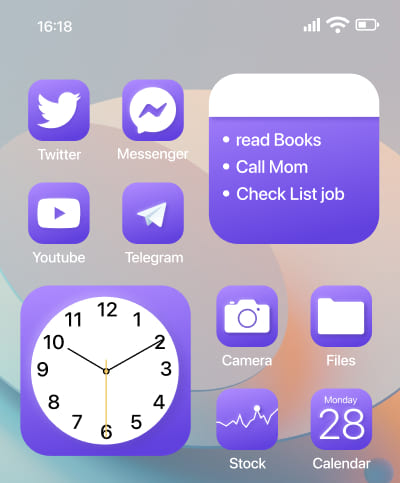 16:18
Twitter
Messenger
• read Books
• Call Mom
• Check List job
Youtube
Telegram
12
11
1
10
2
9
3
8
4
7
5
6
Camera
Files
Stock
Monday
28
Calendar